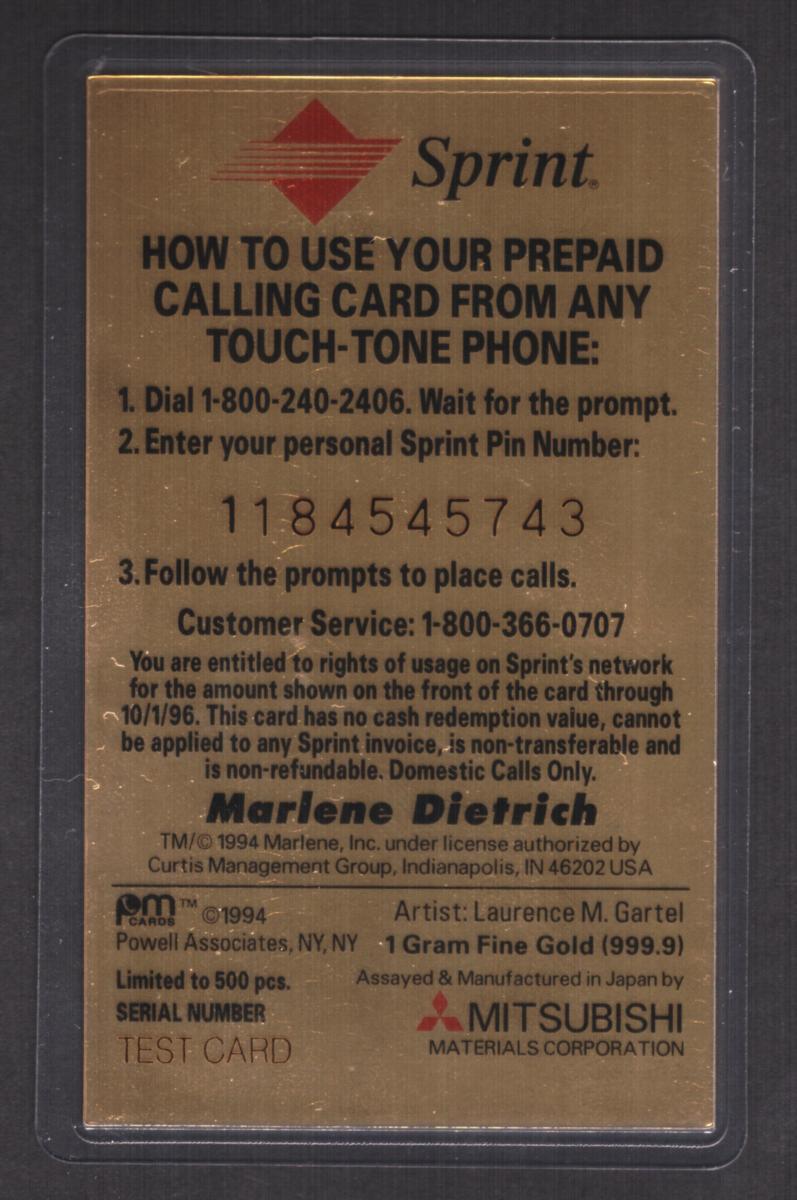 Sprint®
HOW TO USE YOUR PREPAID
CALLING CARD FROM ANY
TOUCH-TONE PHONE:
1. Dial 1-800-240-2406. Wait for the prompt.
2. Enter your personal Sprint Pin Number:
1184545743
3. Follow the prompts to place calls.
Customer Service: 1-800-366-0707
You are entitled to rights of usage on Sprint's network
for the amount shown on the front of the card through
10/1/96. This card has no cash redemption value, cannot
be applied to any Sprint invoice, is non-transferable and
is non-refundable. Domestic Calls Only.
Marlene Dietrich
TM/© 1994 Marlene, Inc. under license authorized by
Curtis Management Group, Indianapolis, IN 46202 USA
pm CARDS ™ ©1994
Artist: Laurence M. Gartel
Powell Associates, NY, NY
1 Gram Fine Gold (999.9)
Limited to 500 pcs.
Assayed & Manufactured in Japan by
SERIAL NUMBER
MITSUBISHI
TEST CARD
MATERIALS CORPORATION